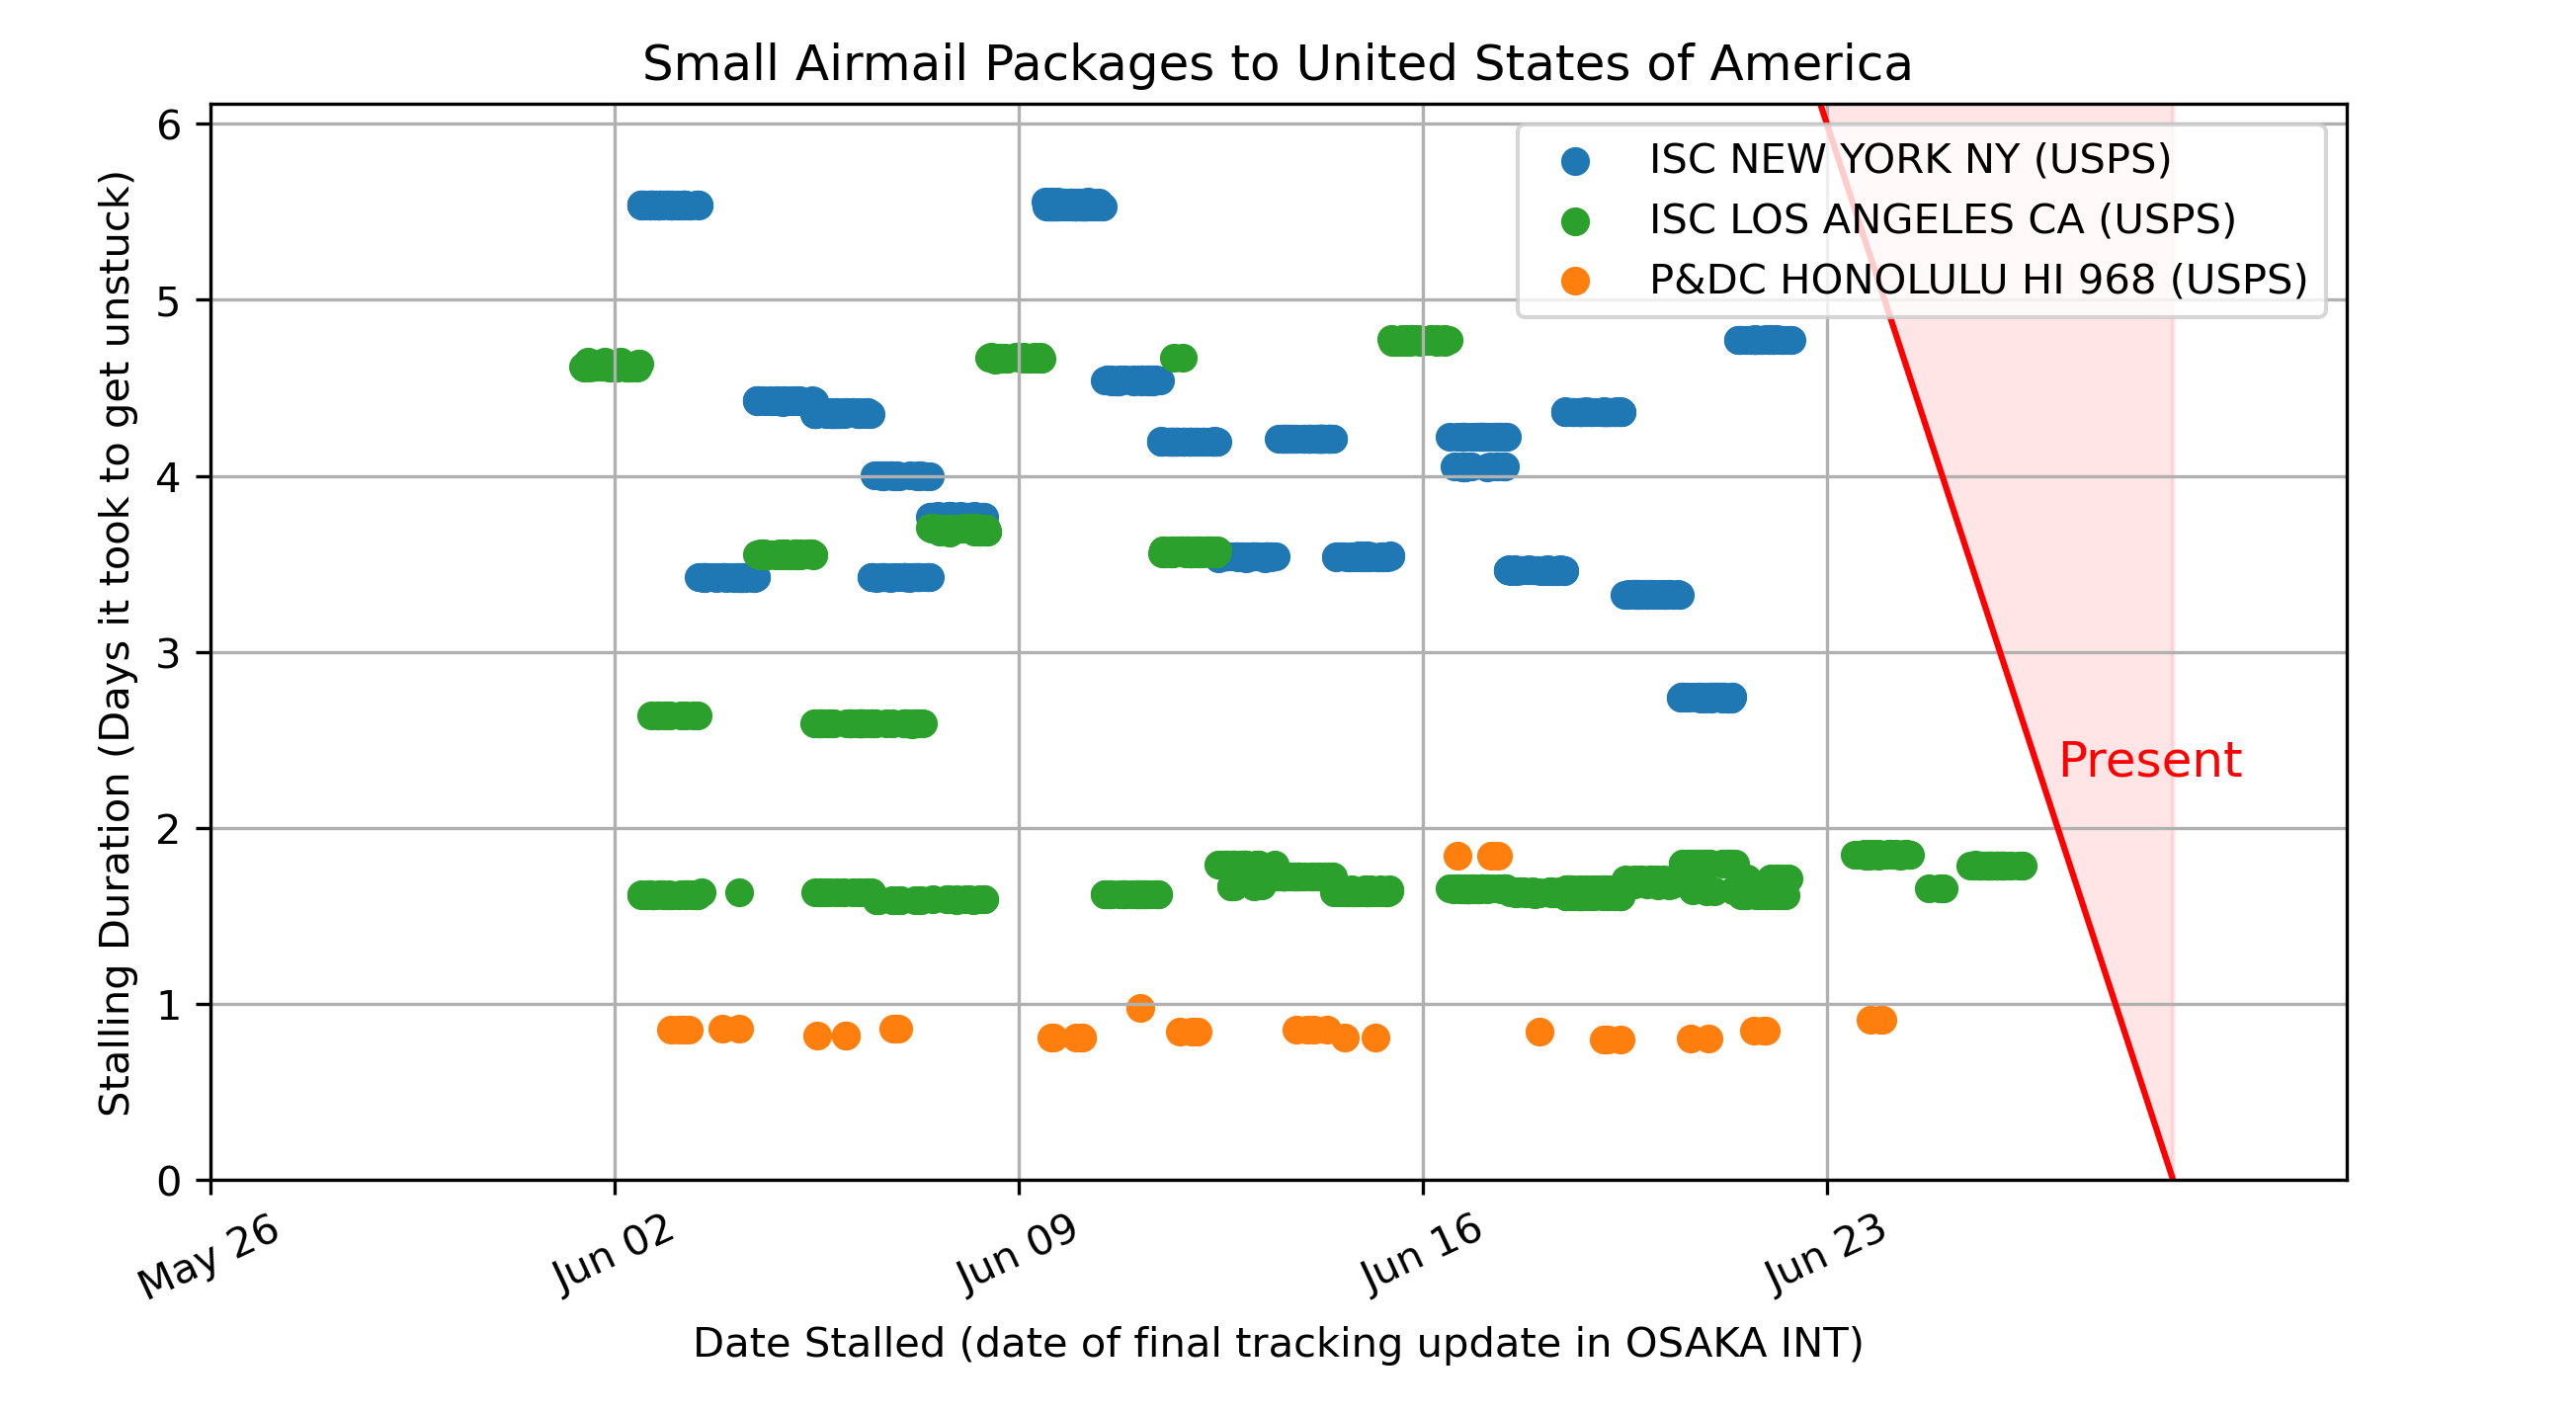 Small Airmail Packages to United States of America
Stalling Duration (Days it took to get unstuck)
6
5
4
3
2
1
0
ISC NEW YORK NY (USPS)
ISC LOS ANGELES CA (USPS)
P&DC HONOLULU HI 968 (USPS)
Present
May 26
Jun 02
Jun 09
Jun 16
Jun 23
Date Stalled (date of final tracking update in OSAKA INT)